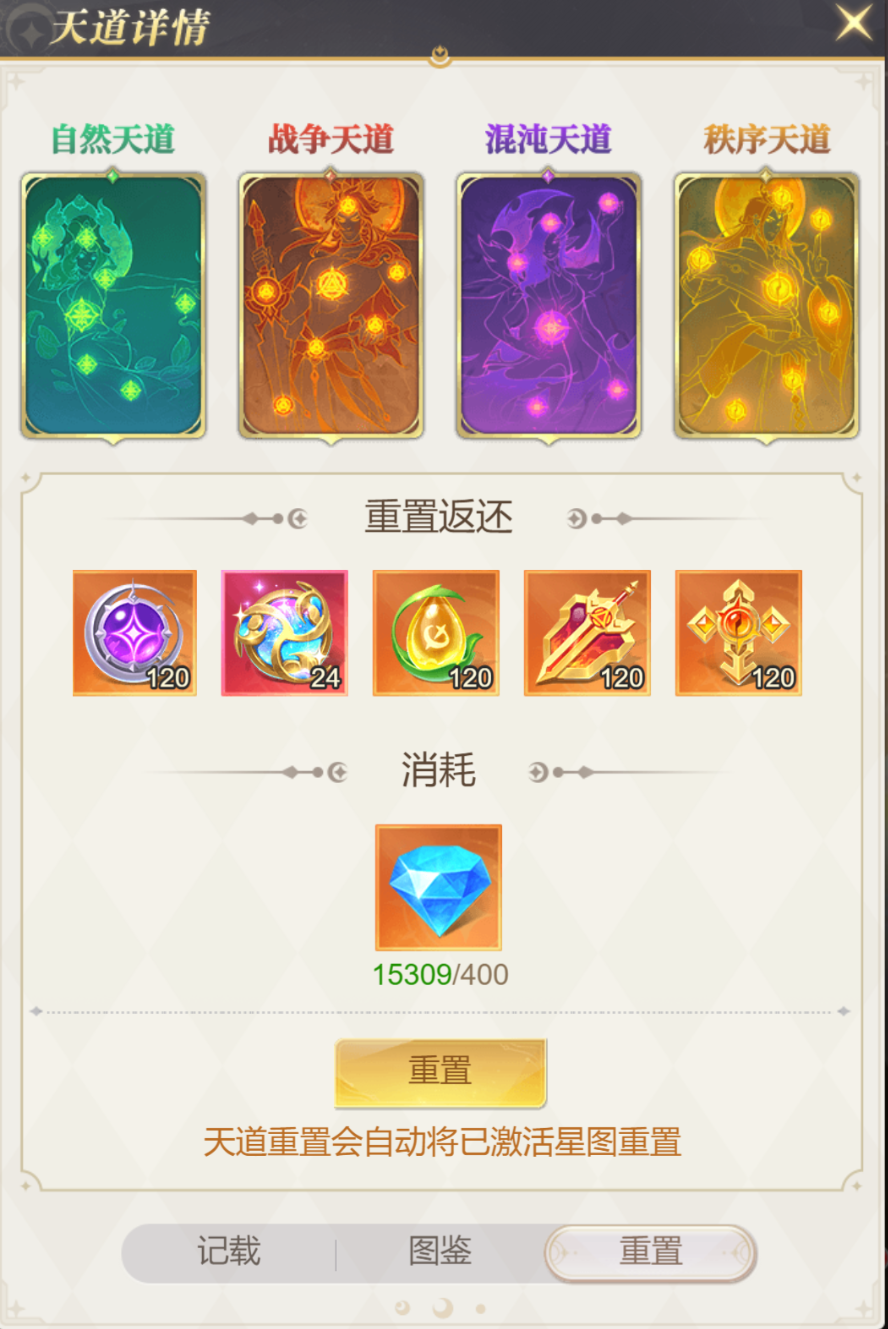 天道详情
自然天道 战争天道 混沌天道 秩序天道
重置返还
120 24 120 120 120
消耗
15309/400
重置
天道重置会自动将已激活星图重置
记载 图鉴 重置